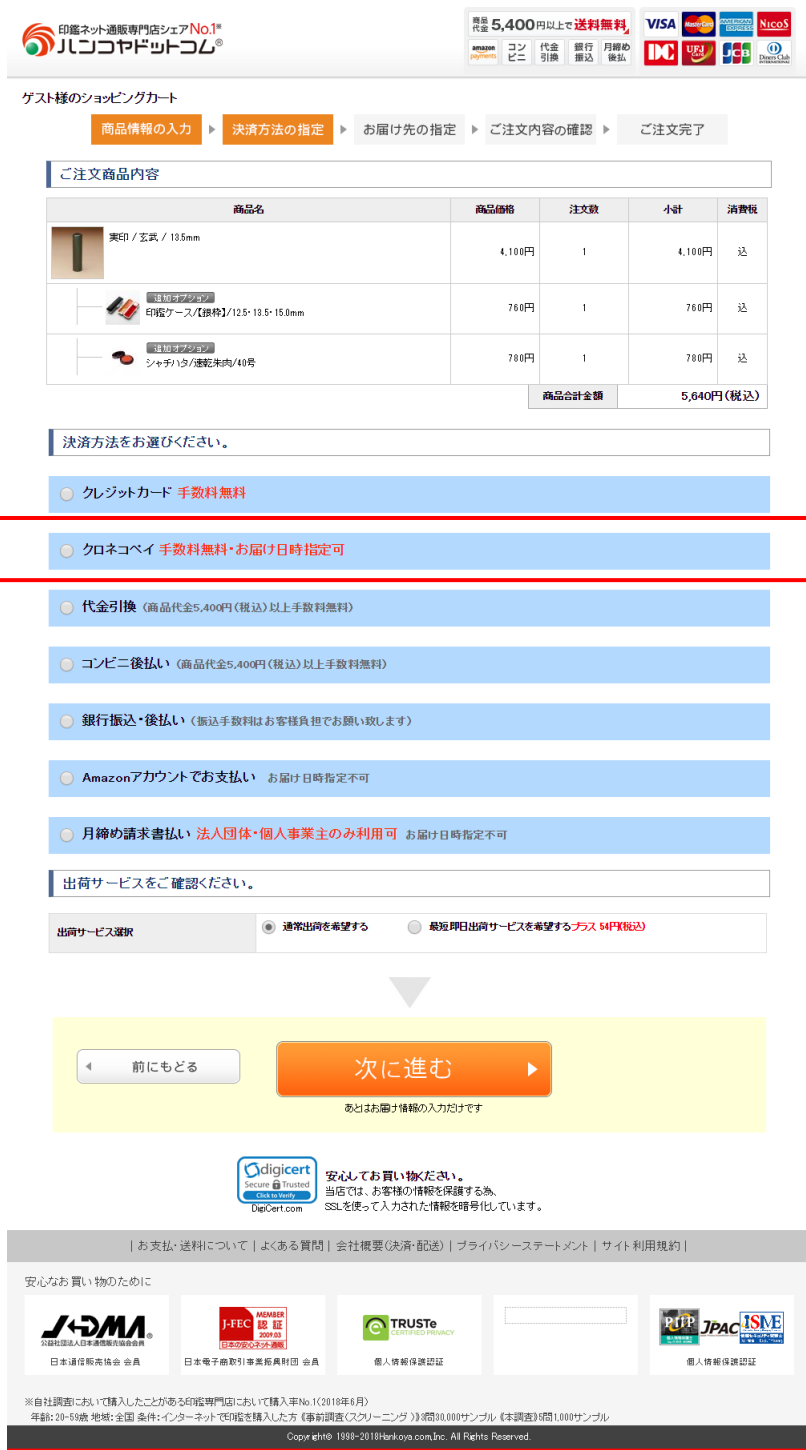 印鑑ネット通販専門店シェアNo.1※
ハンコヤドットコム®
商品代金 5,400円以上で送料無料
amazon payments コンビニ 代金引換 銀行振込 月締め後払
VISA MasterCard AMERICAN EXPRESS NICOS
DC UFJ Card JCB Diners Club INTERNATIONAL
ゲスト様のショッピングカート
商品情報の入力 決済方法の指定 お届け先の指定 ご注文内容の確認 ご注文完了
ご注文商品内容
商品名 商品価格 注文数 小計 消費税
実印 / 玄武 / 13.5mm 4,100円 1 4,100円 込
追加オプション
印鑑ケース/【銀枠】/12.5・13.5・15.0mm 760円 1 760円 込
追加オプション
シャチハタ/速乾朱肉/40号 780円 1 780円 込
商品合計金額 5,640円(税込)
決済方法をお選びください。
クレジットカード 手数料無料
クロネコペイ 手数料無料・お届け日時指定可
代金引換 (商品代金5,400円(税込)以上手数料無料)
コンビニ後払い (商品代金5,400円(税込)以上手数料無料)
銀行振込・後払い (振込手数料はお客様負担でお願い致します)
Amazonアカウントでお支払い お届け日時指定不可
月締め請求書払い 法人団体・個人事業主のみ利用可 お届け日時指定不可
出荷サービスをご確認ください。
出荷サービス選択 通常出荷を希望する 最短即日出荷サービスを希望するプラス 54円(税込)
前にもどる 次に進む
あとはお届け情報の入力だけです
digicert
Secure Trusted
Click to Verify
DigiCert.com
安心してお買い物ください。
当店では、お客様の情報を保護する為、
SSLを使って入力された情報を暗号化しています。
| お支払・送料について | よくある質問 | 会社概要(決済・配送) | プライバシーステートメント | サイト利用規約 |
安心なお買い物のために
JADMA 公益社団法人日本通信販売協会会員
J-FEC MEMBER 認証 2009.03 日本の安心ネット通販
TRUSTe CERTIFIED PRIVACY
PIIP JPAC ISME
日本通信販売協会 会員 日本電子商取引事業振興財団 会員 個人情報保護認証 個人情報保護認証
※自社調査において購入したことがある印鑑専門店において購入率No.1(2018年6月)
年齢:20-59歳 地域:全国 条件:インターネットで印鑑を購入した方 《事前調査(スクリーニング)》3問30,000サンプル 《本調査》5問1,000サンプル
Copyright© 1998-2018Hankoya.com,Inc. All Rights Reserved.